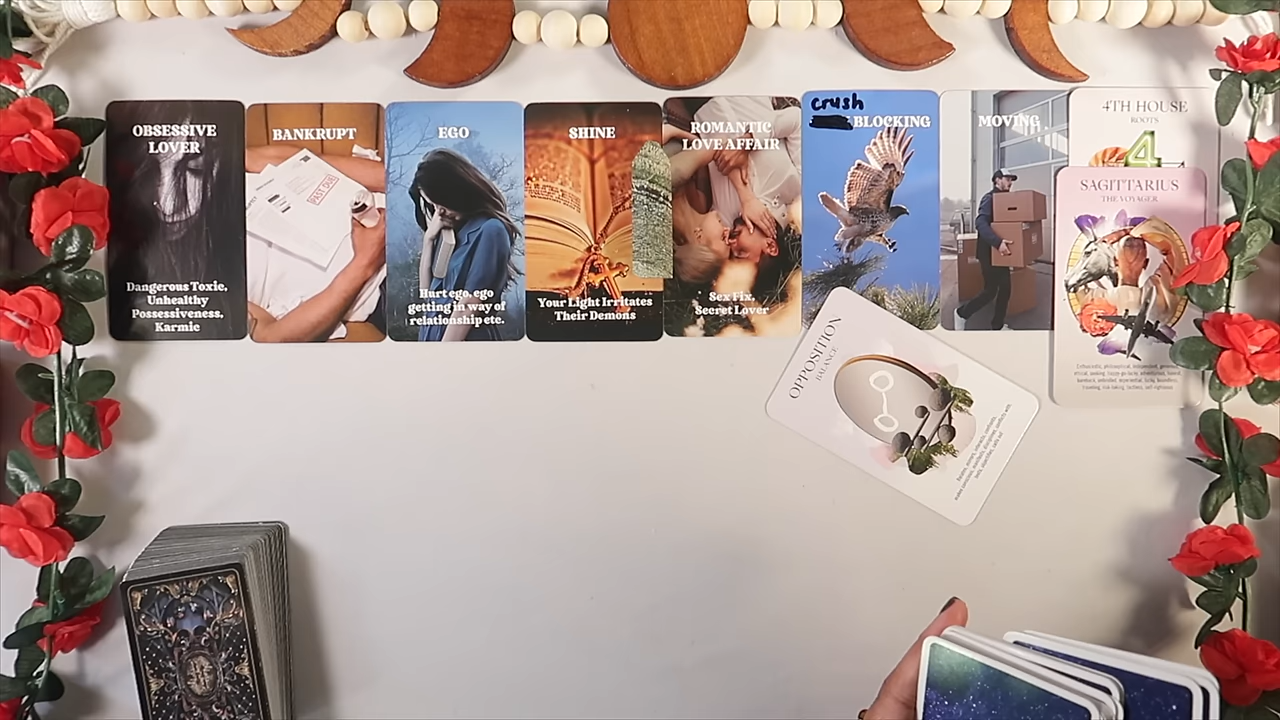 OBSESSIVE
LOVER
Dangerous Toxic,
Unhealthy
Possessiveness.
Karmic
BANKRUPT
PAST DUE
EGO
Hurt ego, ego
getting in way of
relationship etc.
SHINE
Your Light Irritates
Their Demons
ROMANTIC
LOVE AFFAIR
Sex Fix,
Secret Lover
crush
BLOCKING
MOVING
4TH HOUSE
ROOTS
4
SAGITTARIUS
THE VOYAGER
OPPOSITION
BALANCE